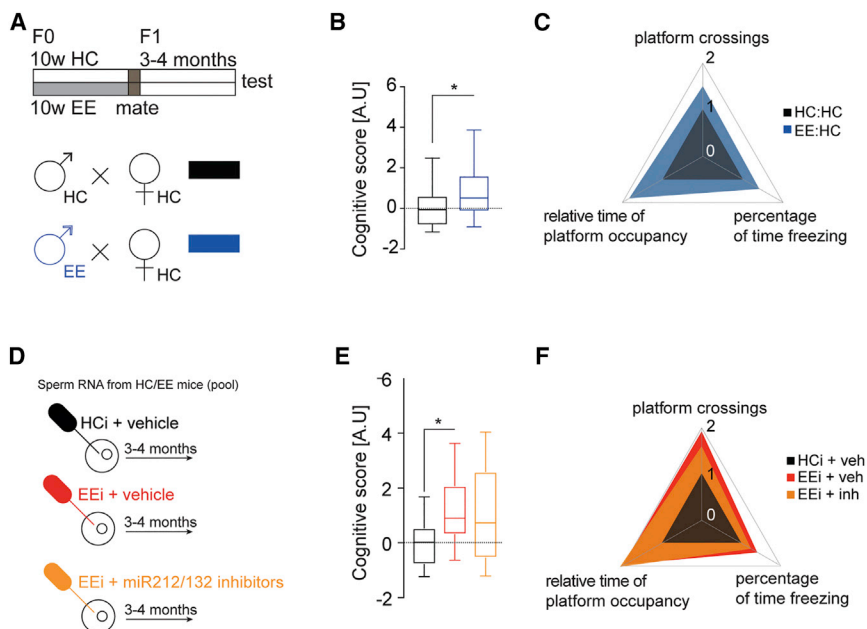 A
F0 F1
10w HC 3-4 months
test
10w EE mate
HC HC
EE HC
B
Cognitive score [A.U]
6
4
2
0
-2
*
C
platform crossings
2
1
0
HC:HC
EE:HC
relative time of
platform occupancy
percentage
of time freezing
D
Sperm RNA from HC/EE mice (pool)
HCi + vehicle
3-4 months
EEi + vehicle
3-4 months
EEi + miR212/132 inhibitors
3-4 months
E
Cognitive score [A.U]
6
4
2
0
-2
*
F
platform crossings
2
1
0
HCi + veh
EEi + veh
EEi + inh
relative time of
platform occupancy
percentage
of time freezing